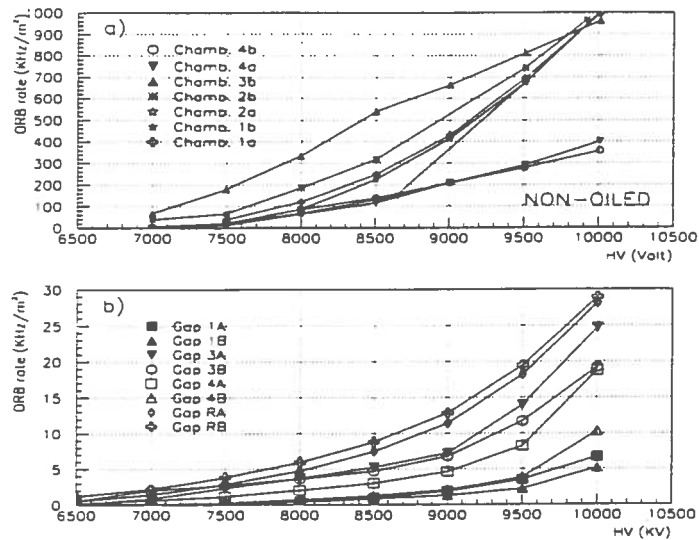 1000
900
800
700
600
500
400
300
200
100
0
ORB rate (KHz/m²)
a)
Chamb. 4b
Chamb. 4a
Chamb. 3b
Chamb. 2b
Chamb. 2a
Chamb. 1b
Chamb. 1a
NON-OILED
6500 7000 7500 8000 8500 9000 9500 10000 10500
HV (Volt)
30
25
20
15
10
5
0
ORB rate (KHz/m²)
b)
Gap 1A
Gap 1B
Gap 3A
Gap 3B
Gap 4A
Gap 4B
Gap RA
Gap RB
6500 7000 7500 8000 8500 9000 9500 10000 10500
HV (KV)